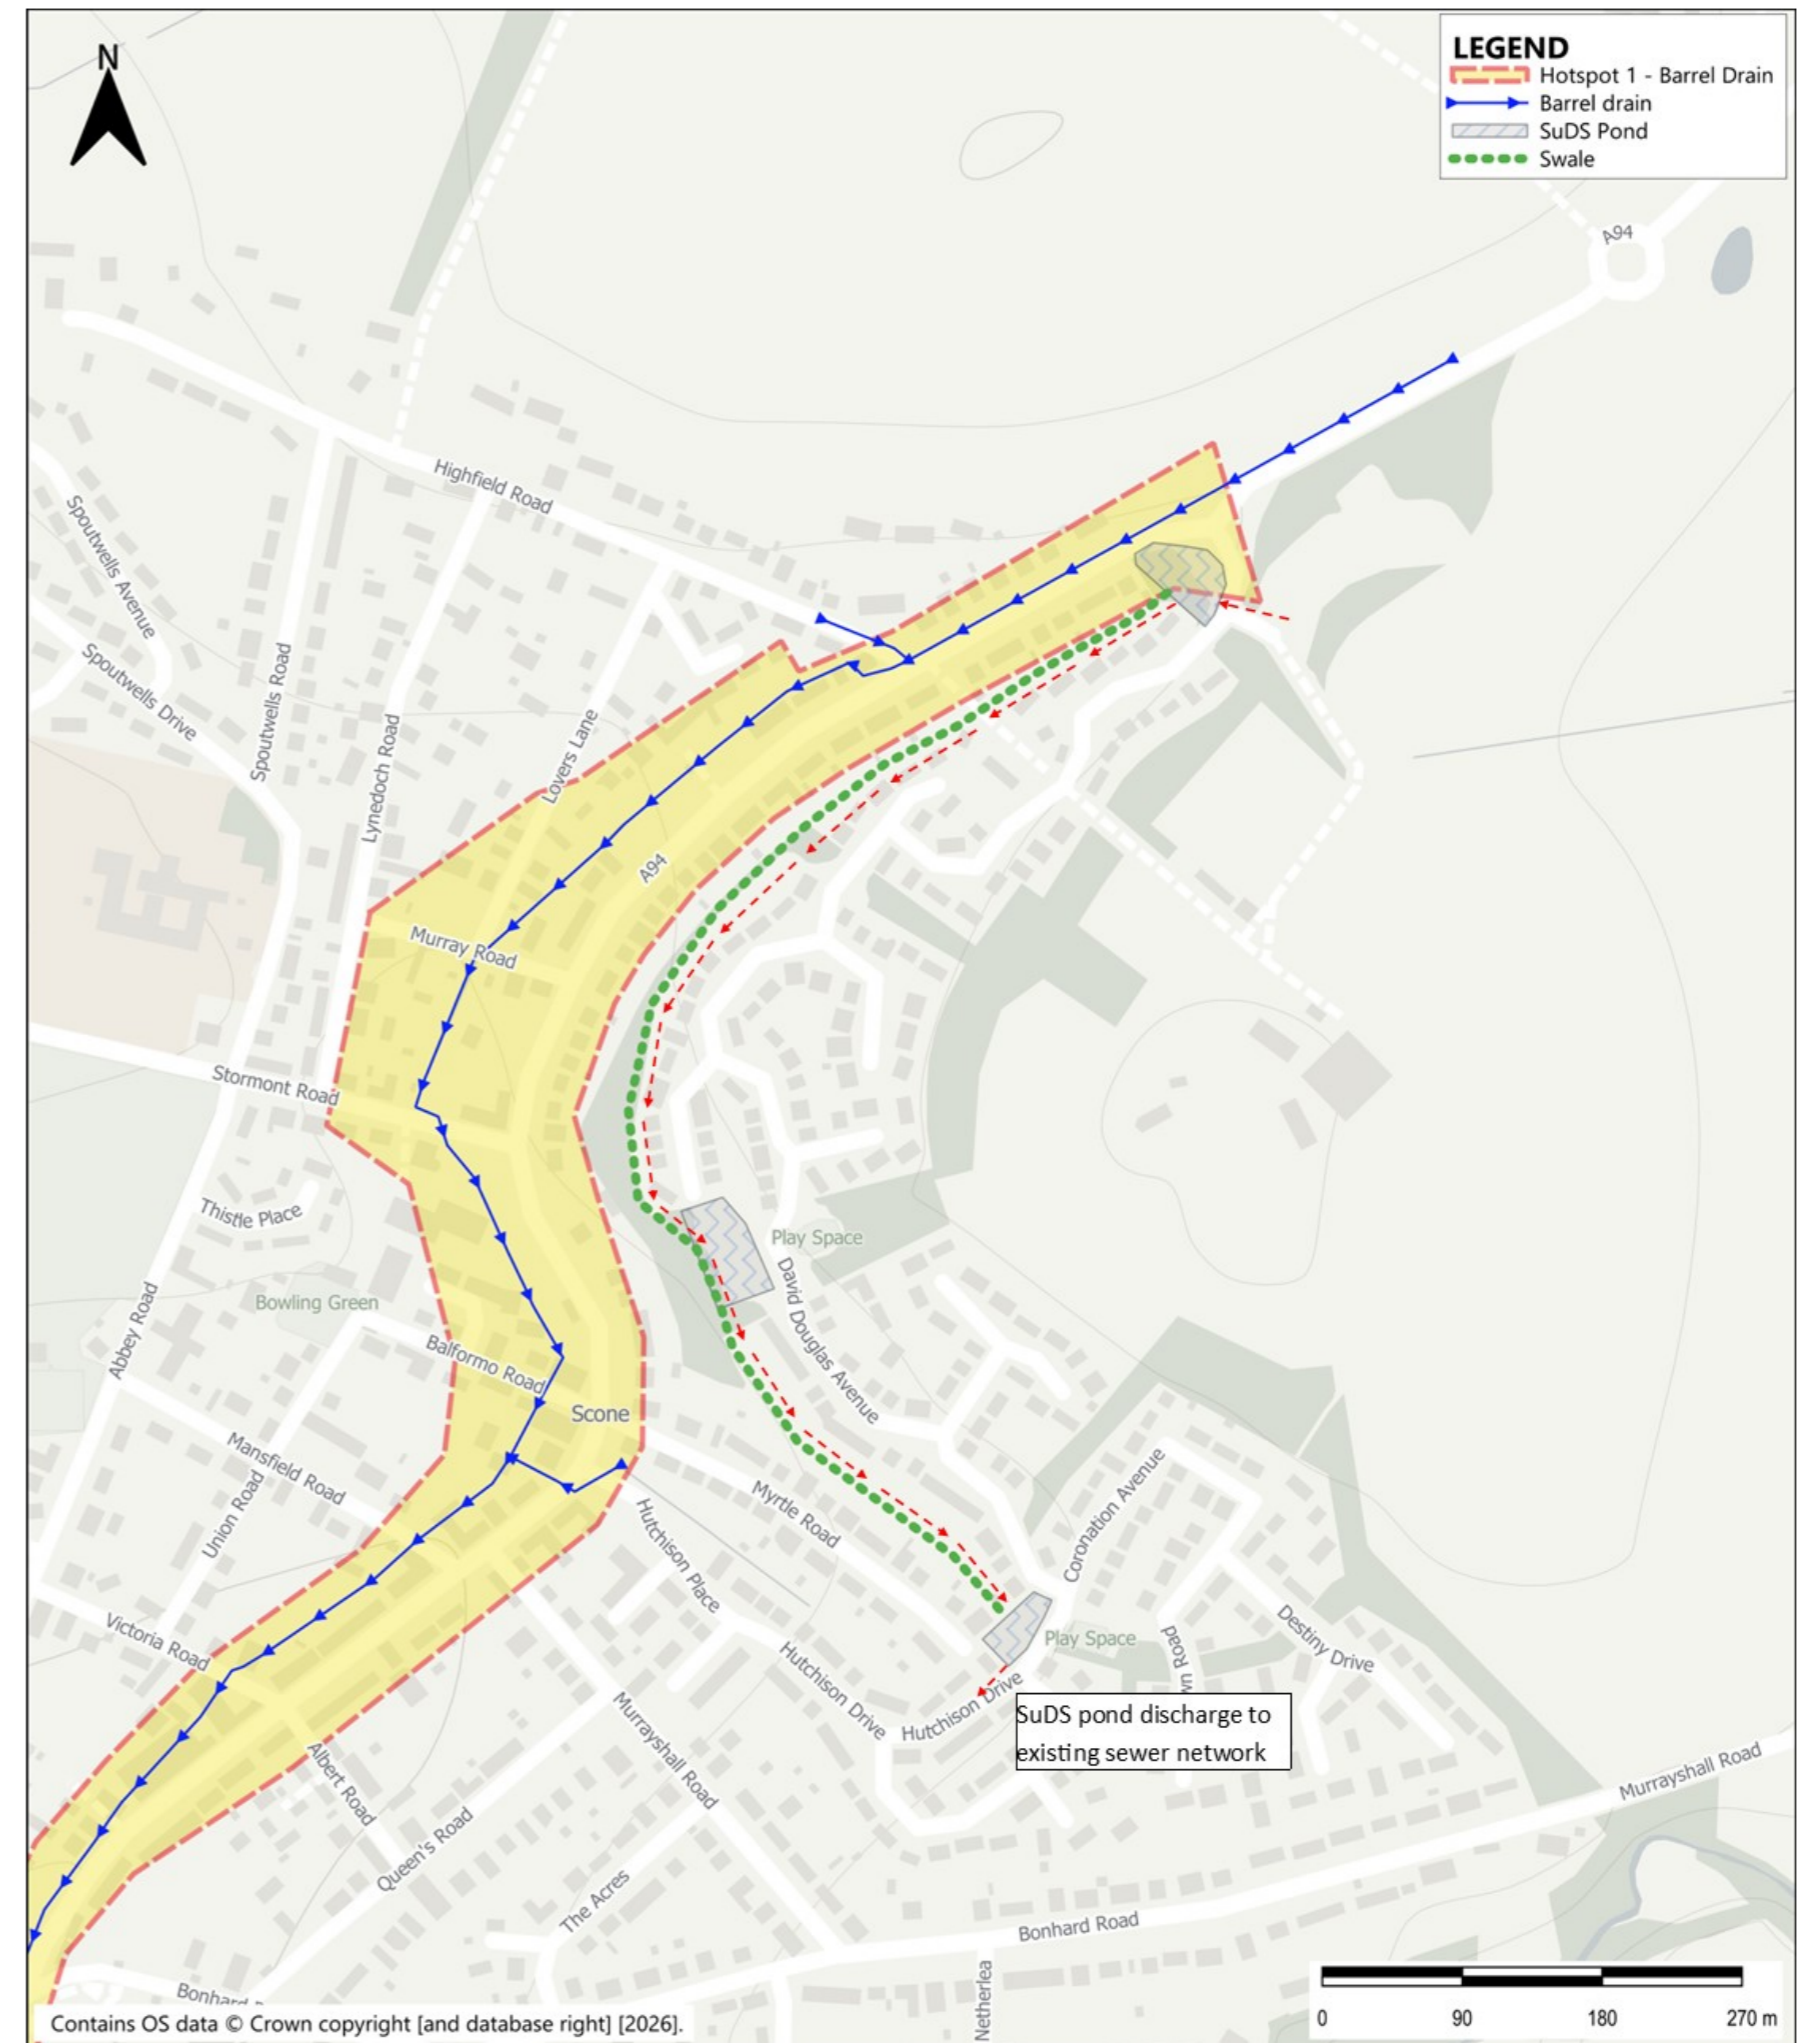 N
LEGEND
Hotspot 1 - Barrel Drain
Barrel drain
SuDS Pond
Swale
A94
Highfield Road
Spoutwells Avenue
Spoutwells Drive
Spoutwells Road
Lynedoch Road
Lovers Lane
A94
Murray Road
Stormont Road
Thistle Place
Play Space
David Douglas Avenue
Bowling Green
Abbey Road
Balformo Road
Scone
Mansfield Road
Union Road
Myrtle Road
Coronation Avenue
Hutchison Place
Victoria Road
Play Space
Destiny Drive
wn Road
Hutchison Drive
Hutchison Drive
SuDS pond discharge to
existing sewer network
Murrayshall Road
Albert Road
Queen's Road
Murrayshall Road
The Acres
Bonhard Road
Netherlea
Bonhard
0 90 180 270 m
Contains OS data © Crown copyright [and database right] [2026].